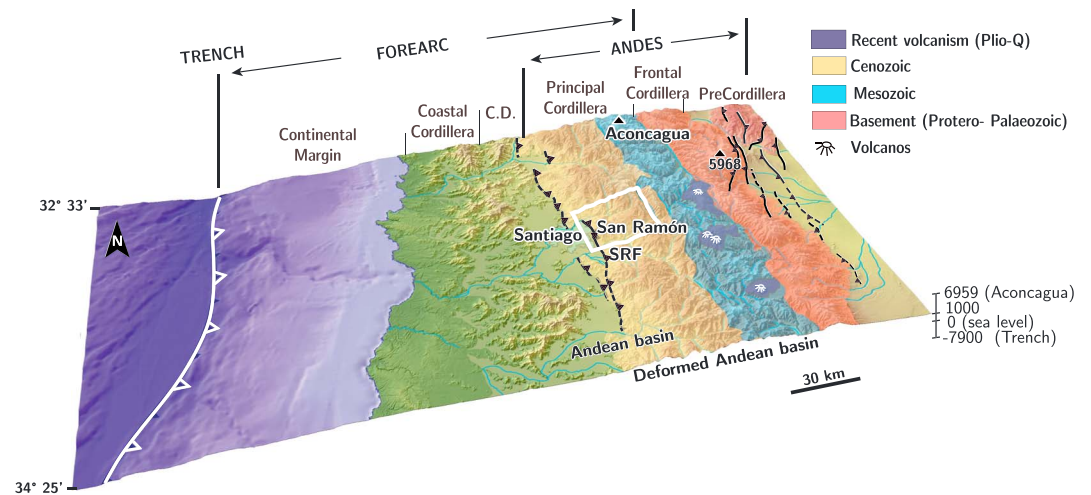 TRENCH
FOREARC
ANDES
Continental
Margin
Coastal
Cordillera
C.D.
Principal
Cordillera
Frontal
Cordillera
PreCordillera
Recent volcanism (Plio-Q)
Cenozoic
Mesozoic
Basement (Protero- Palaeozoic)
Volcanos
Aconcagua
5968
32° 33'
N
Santiago
San Ramón
SRF
Andean basin
Deformed Andean basin
6959 (Aconcagua)
1000
0 (sea level)
-7900 (Trench)
30 km
34° 25'